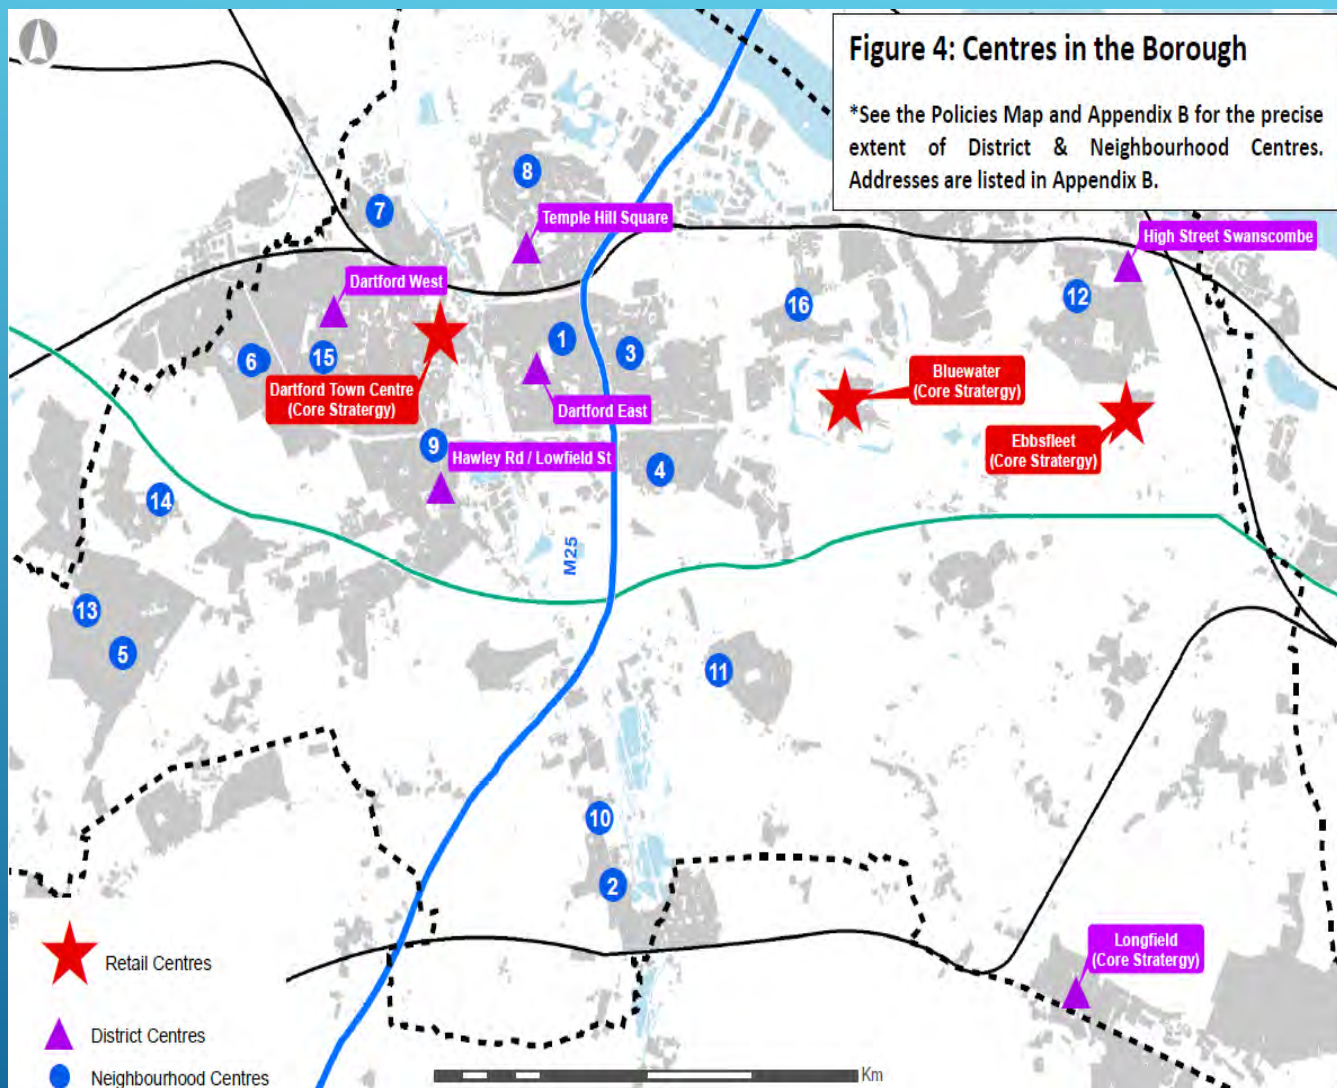 Figure 4: Centres in the Borough
*See the Policies Map and Appendix B for the precise
extent of District & Neighbourhood Centres.
Addresses are listed in Appendix B.
8
7
Temple Hill Square
High Street Swanscombe
Dartford West
12
16
1
3
6
15
Dartford Town Centre
(Core Stratergy)
Bluewater
(Core Stratergy)
Dartford East
Ebbsfleet
(Core Stratergy)
9
Hawley Rd / Lowfield St
4
14
M25
13
5
11
10
2
Longfield
(Core Stratergy)
Retail Centres
District Centres
Neighbourhood Centres
Km